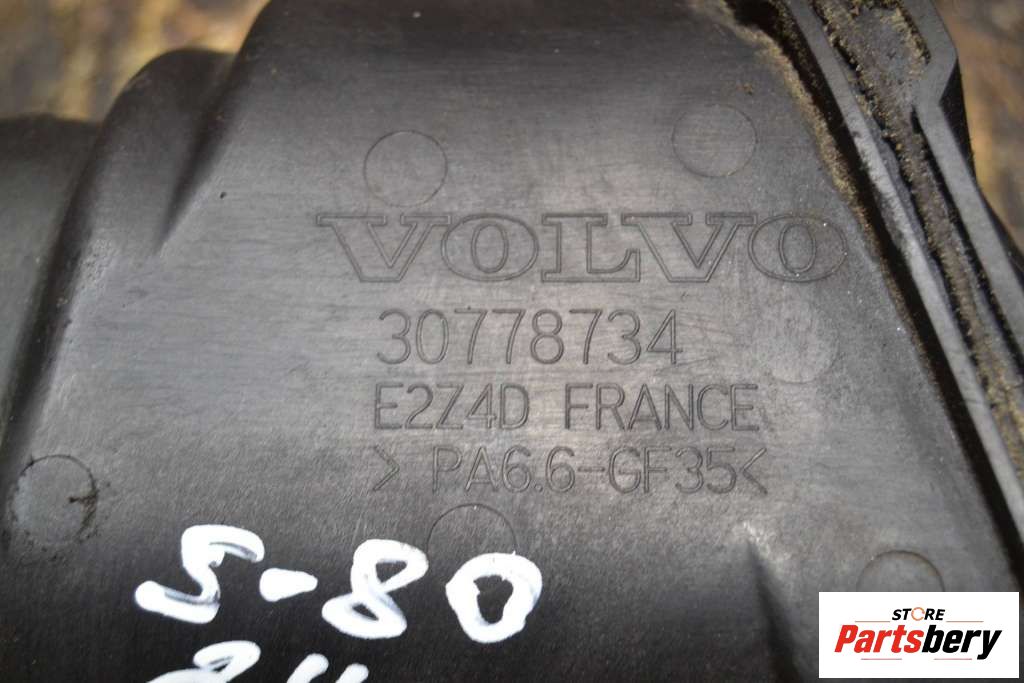 VOLVO
30778734
E2Z4D FRANCE
> PA6.6-GF35<
S-80
STORE
Partsbery